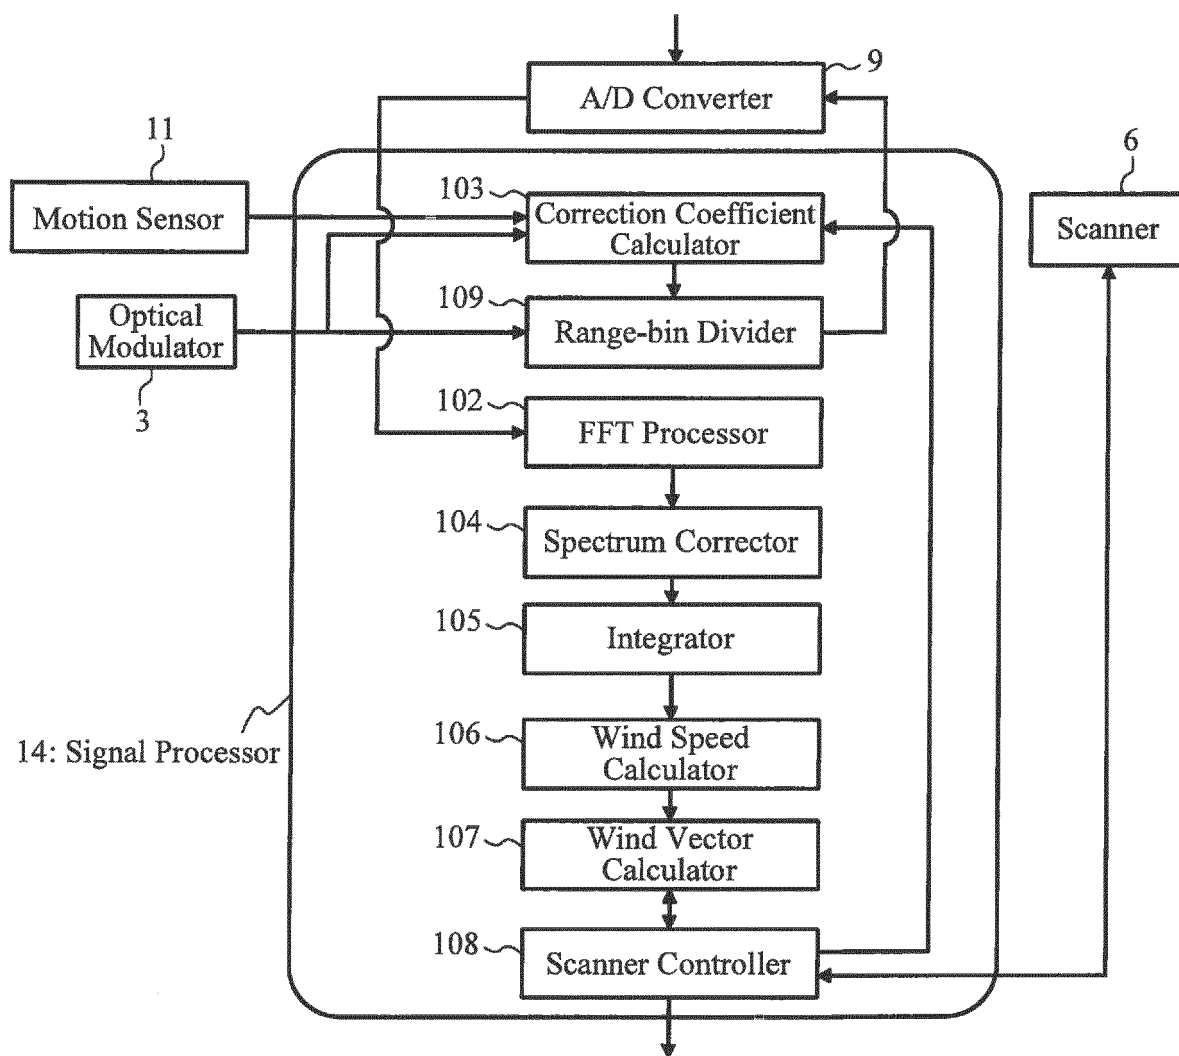 9
A/D Converter
11
Motion Sensor
6
Scanner
103
Correction Coefficient
Calculator
109
Range-bin Divider
Optical
Modulator
3
102
FFT Processor
104
Spectrum Corrector
105
Integrator
14: Signal Processor
106
Wind Speed
Calculator
107
Wind Vector
Calculator
108
Scanner Controller